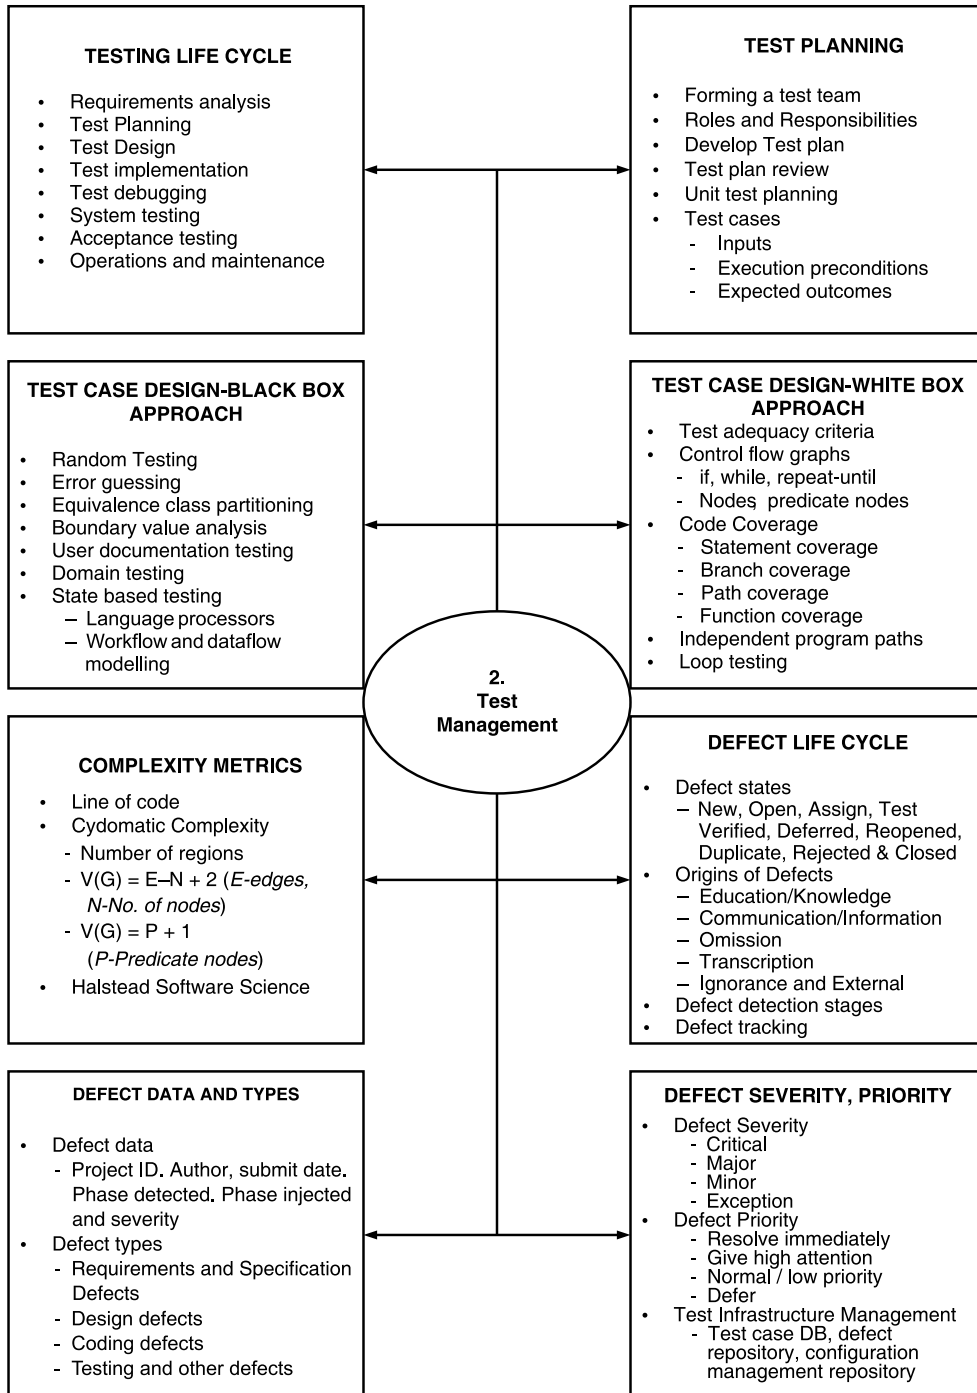 TESTING LIFE CYCLE
• Requirements analysis
• Test Planning
• Test Design
• Test implementation
• Test debugging
• System testing
• Acceptance testing
• Operations and maintenance
TEST PLANNING
• Forming a test team
• Roles and Responsibilities
• Develop Test plan
• Test plan review
• Unit test planning
• Test cases
- Inputs
- Execution preconditions
- Expected outcomes
TEST CASE DESIGN-BLACK BOX
APPROACH
• Random Testing
• Error guessing
• Equivalence class partitioning
• Boundary value analysis
• User documentation testing
• Domain testing
• State based testing
– Language processors
– Workflow and dataflow
modelling
TEST CASE DESIGN-WHITE BOX
APPROACH
• Test adequacy criteria
• Control flow graphs
- if, while, repeat-until
- Nodes, predicate nodes
• Code Coverage
- Statement coverage
- Branch coverage
- Path coverage
- Function coverage
• Independent program paths
• Loop testing
2.
Test
Management
COMPLEXITY METRICS
• Line of code
• Cydomatic Complexity
- Number of regions
- V(G) = E–N + 2 (E-edges,
N-No. of nodes)
- V(G) = P + 1
(P-Predicate nodes)
• Halstead Software Science
DEFECT LIFE CYCLE
• Defect states
– New, Open, Assign, Test
Verified, Deferred, Reopened,
Duplicate, Rejected & Closed
• Origins of Defects
– Education/Knowledge
– Communication/Information
– Omission
– Transcription
– Ignorance and External
• Defect detection stages
• Defect tracking
DEFECT DATA AND TYPES
• Defect data
- Project ID. Author, submit date.
Phase detected. Phase injected
and severity
• Defect types
- Requirements and Specification
Defects
- Design defects
- Coding defects
- Testing and other defects
DEFECT SEVERITY, PRIORITY
• Defect Severity
- Critical
- Major
- Minor
- Exception
• Defect Priority
- Resolve immediately
- Give high attention
- Normal / low priority
- Defer
• Test Infrastructure Management
- Test case DB, defect
repository, configuration
management repository